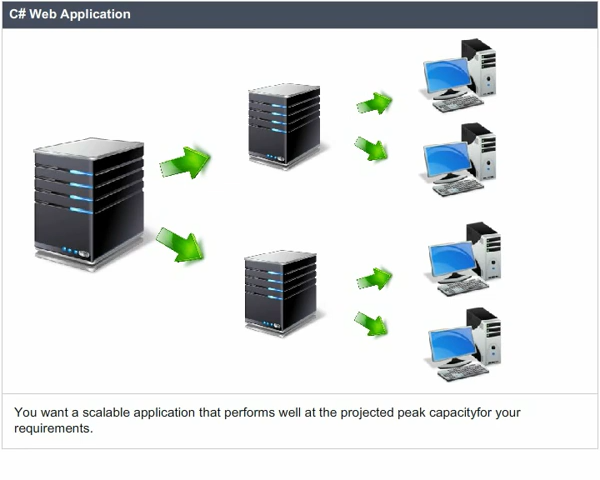 C# Web Application
You want a scalable application that performs well at the projected peak capacityfor your
requirements.